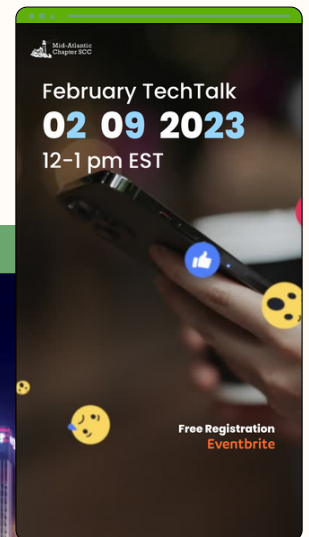 Mid-Atlantic
Chapter SCC
February TechTalk
02 09 2023
12-1 pm EST
Free Registration
Eventbrite